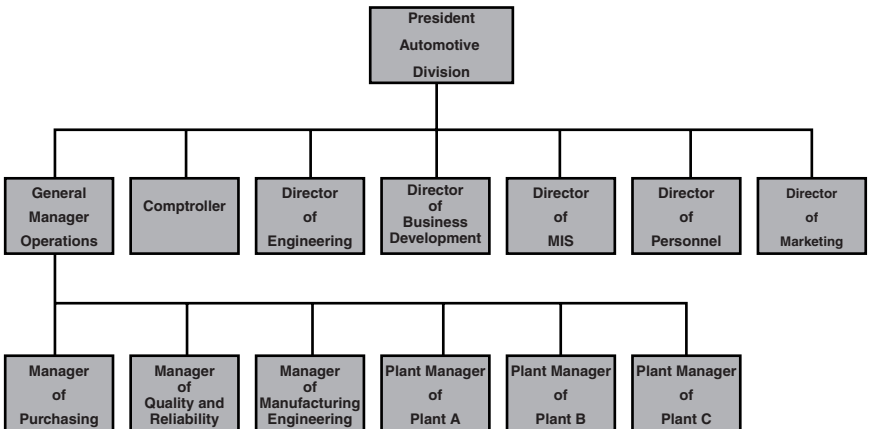 President
Automotive
Division
General
Manager
Operations
Comptroller
Director
of
Engineering
Director
of
Business
Development
Director
of
MIS
Director
of
Personnel
Director
of
Marketing
Manager
of
Purchasing
Manager
of
Quality and
Reliability
Manager
of
Manufacturing
Engineering
Plant Manager
of
Plant A
Plant Manager
of
Plant B
Plant Manager
of
Plant C